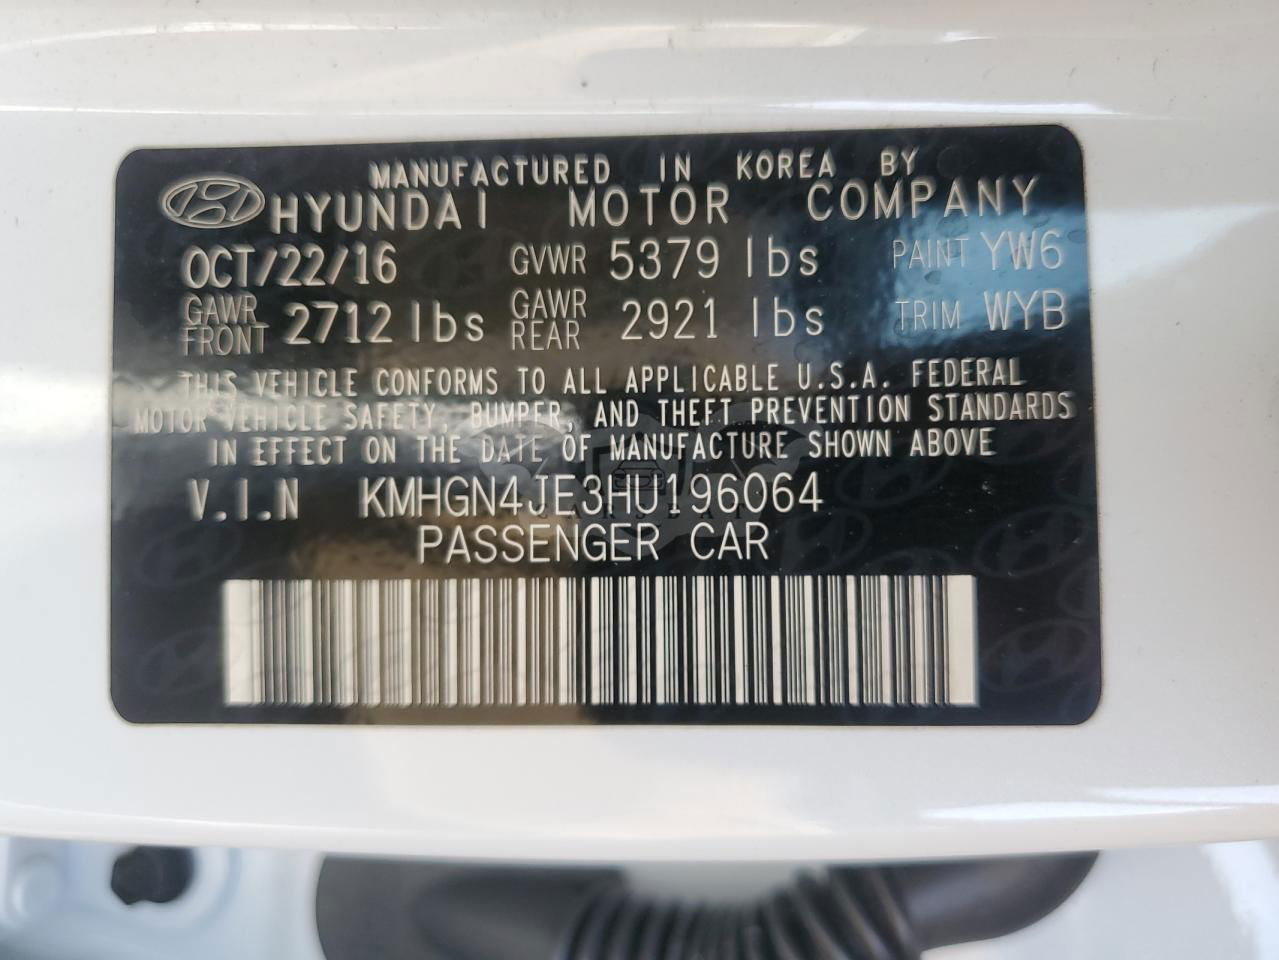 MANUFACTURED IN KOREA BY
HYUNDAI MOTOR COMPANY
OCT/22/16 GVWR 5379 lbs PAINT YW6
GAWR FRONT 2712 lbs GAWR REAR 2921 lbs TRIM WYB
THIS VEHICLE CONFORMS TO ALL APPLICABLE U.S.A. FEDERAL
MOTOR VEHICLE SAFETY, BUMPER, AND THEFT PREVENTION STANDARDS
IN EFFECT ON THE DATE OF MANUFACTURE SHOWN ABOVE
V.I.N KMHGN4JE3HU196064
CARSBAT
PASSENGER CAR